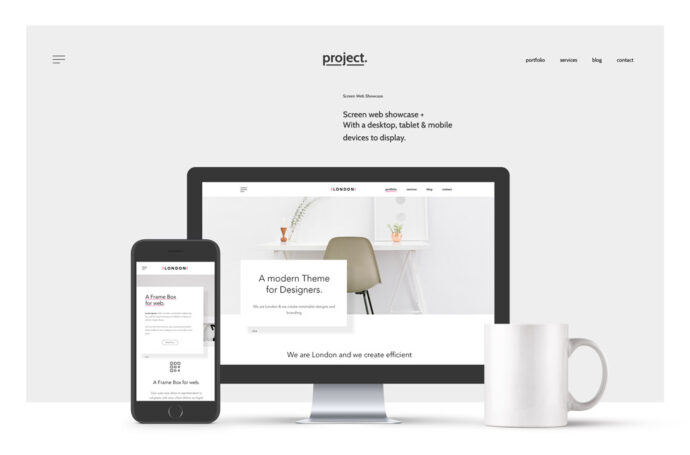 project.
portfolio services blog contact
Screen Web Showcase
Screen web showcase +
With a desktop, tablet & mobile
devices to display.
LONDON
portfolio services blog contact
A modern Theme
for Designers.
We are London & we create minimalist designs and
branding.
We are London and we create efficient
LONDON
A Frame Box
for web.
A Frame Box for web.